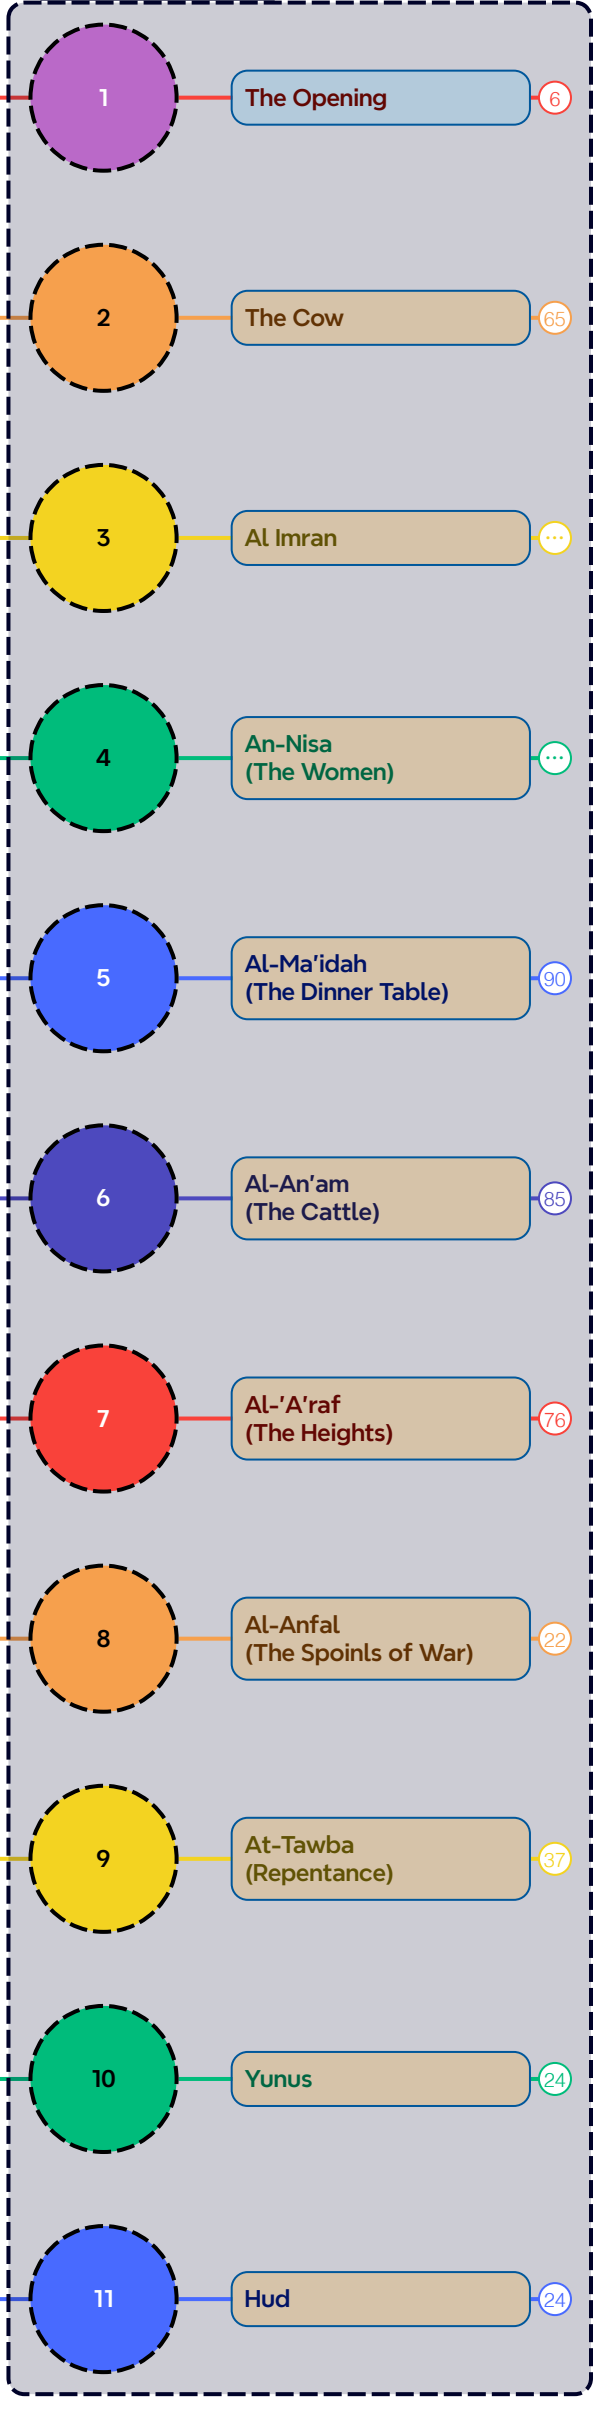 1
The Opening
6
2
The Cow
65
3
Al Imran
...
4
An-Nisa
(The Women)
...
5
Al-Ma'idah
(The Dinner Table)
90
6
Al-An'am
(The Cattle)
85
7
Al-'A'raf
(The Heights)
76
8
Al-Anfal
(The Spoinls of War)
22
9
At-Tawba
(Repentance)
37
10
Yunus
24
11
Hud
24